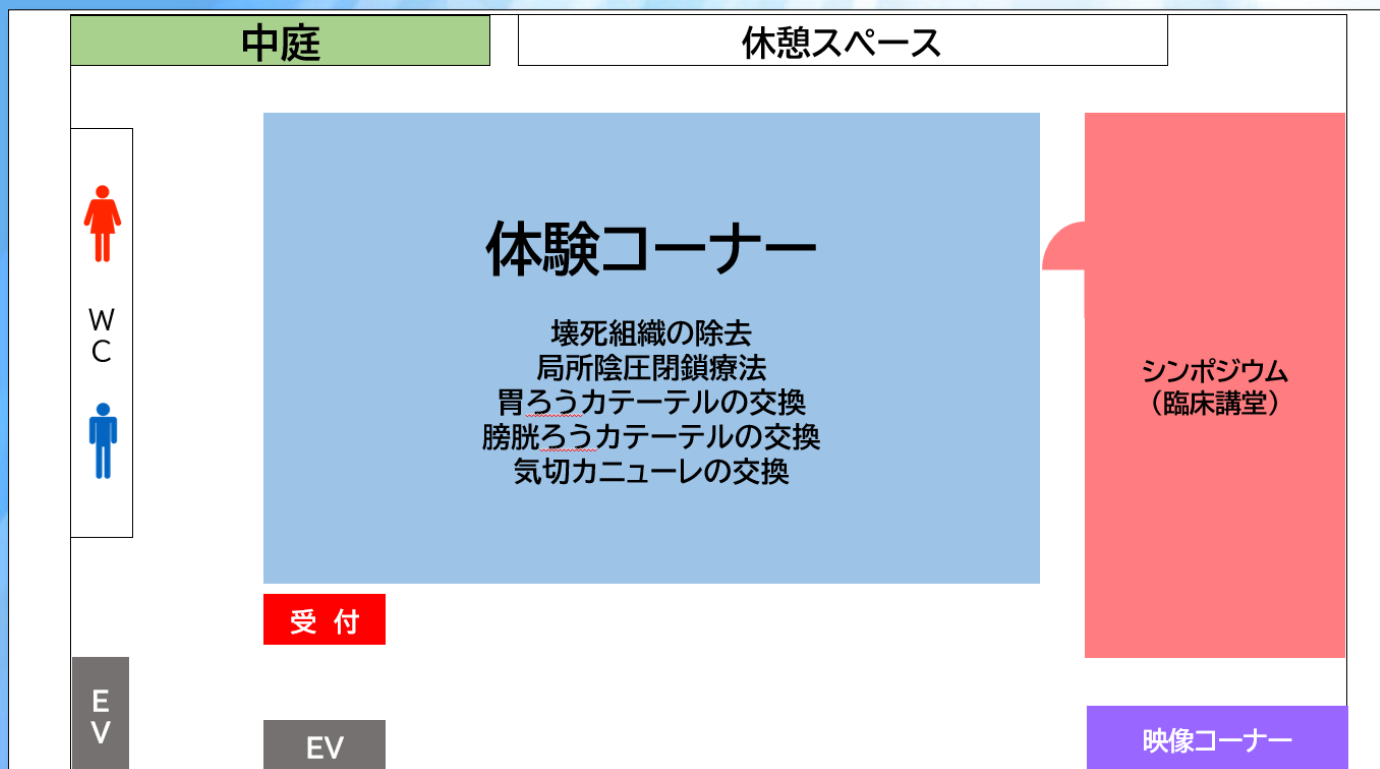 中庭
休憩スペース
体験コーナー
壊死組織の除去
局所陰圧閉鎖療法
胃ろうカテーテルの交換
膀胱ろうカテーテルの交換
気切カニューレの交換
WC
シンポジウム
（臨床講堂）
受 付
EV
EV
映像コーナー